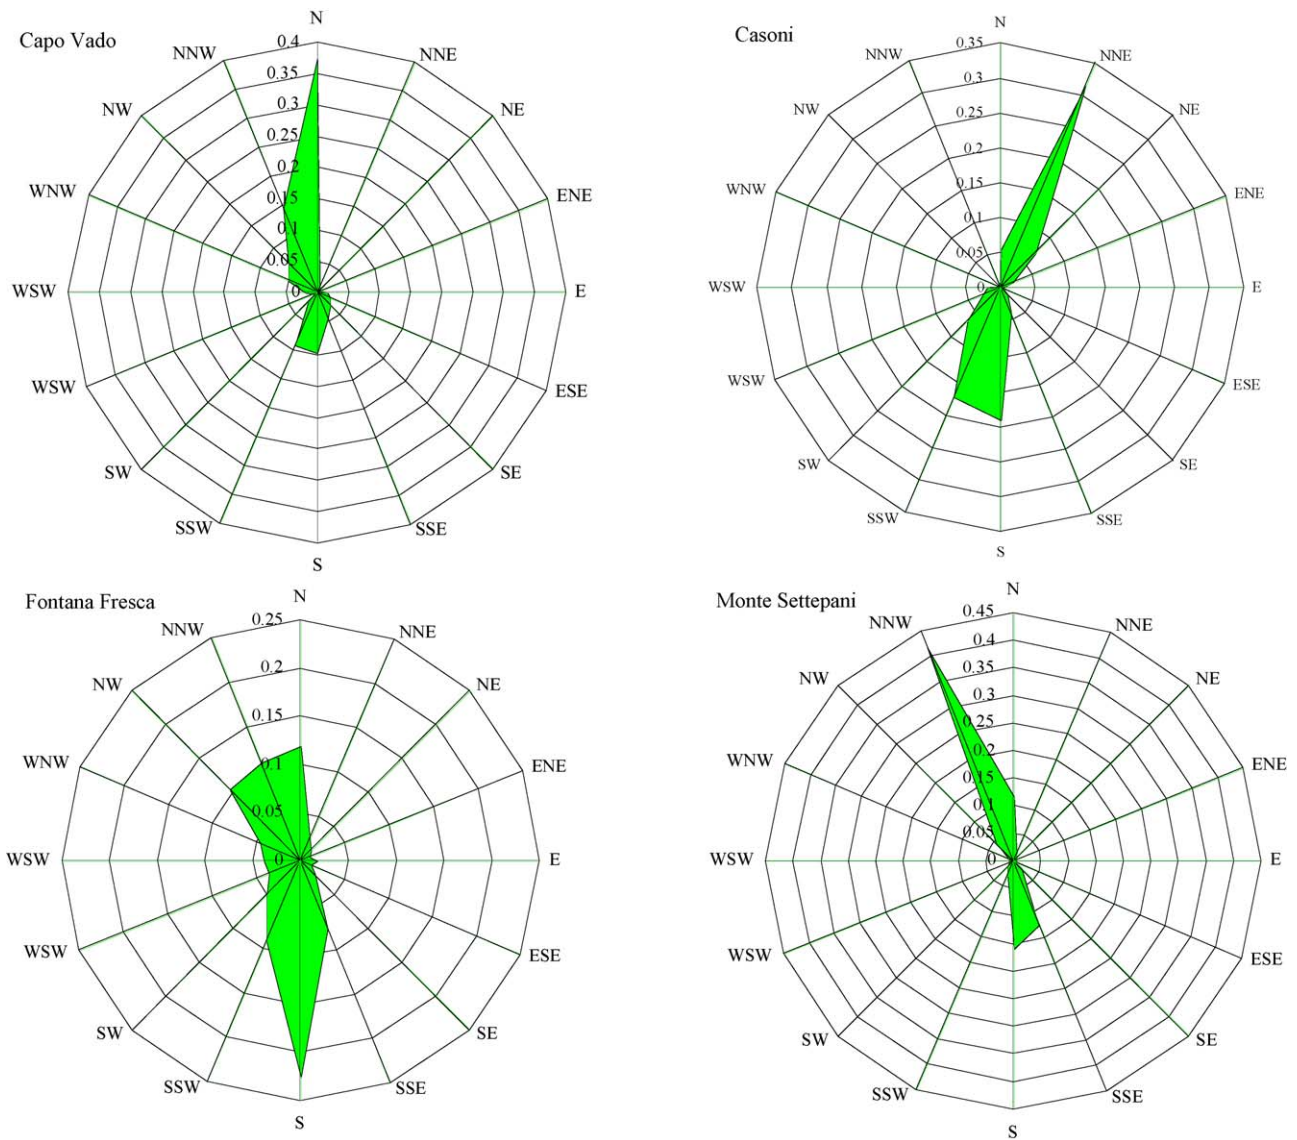 Capo Vado
N
NNE
NE
ENE
E
ESE
SE
SSE
S
SSW
SW
WSW
WSW
WNW
NW
NNW
0.4
0.35
0.3
0.25
0.2
0.15
0.1
0.05
0
Casoni
N
NNE
NE
ENE
E
ESE
SE
SSE
S
SSW
SW
WSW
WSW
WNW
NW
NNW
0.35
0.3
0.25
0.2
0.15
0.1
0.05
0
Fontana Fresca
N
NNE
NE
ENE
E
ESE
SE
SSE
S
SSW
SW
WSW
WSW
WNW
NW
NNW
0.25
0.2
0.15
0.1
0.05
0
Monte Settepani
N
NNE
NE
ENE
E
ESE
SE
SSE
S
SSW
SW
WSW
WSW
WNW
NW
NNW
0.45
0.4
0.35
0.3
0.25
0.2
0.15
0.1
0.05
0